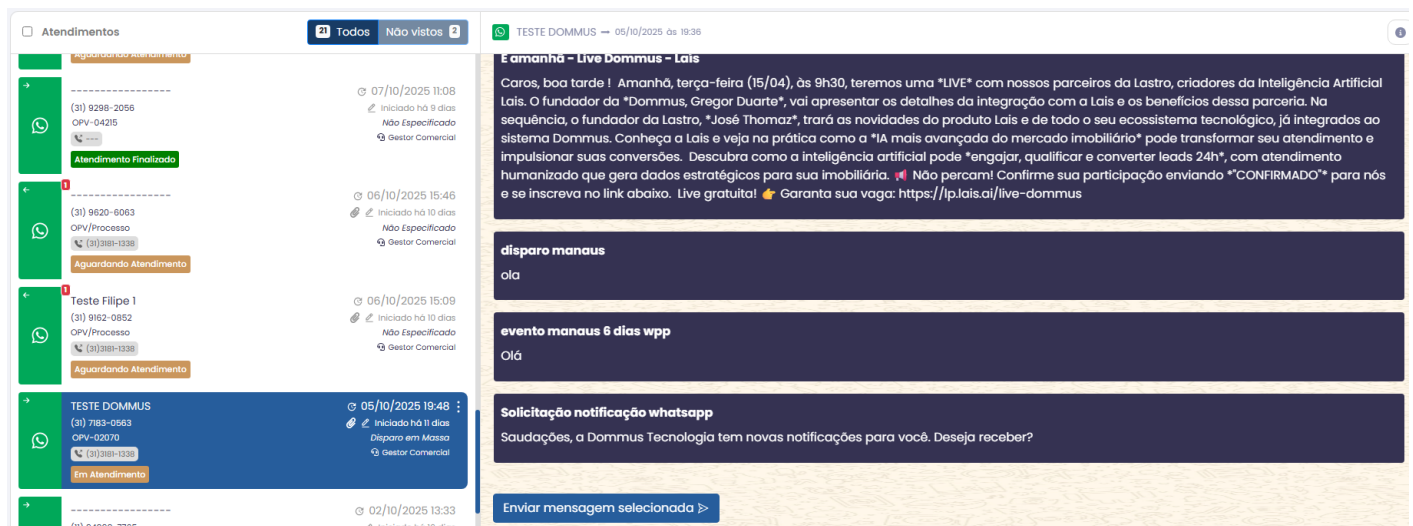 Atendimentos
21 Todos
Não vistos 2
Aguardando Atendimento
-----------------
07/10/2025 11:08
(31) 9298-2056
Iniciado há 9 dias
OPV-04215
Não Especificado
---
Gestor Comercial
Atendimento Finalizado
1
-----------------
06/10/2025 15:46
(31) 9620-6063
Iniciado há 10 dias
OPV/Processo
Não Especificado
(31)3181-1338
Gestor Comercial
Aguardando Atendimento
1
Teste Filipe 1
06/10/2025 15:09
(31) 9162-0852
Iniciado há 10 dias
OPV/Processo
Não Especificado
(31)3181-1338
Gestor Comercial
Aguardando Atendimento
TESTE DOMMUS
05/10/2025 19:48
(31) 7183-0563
Iniciado há 11 dias
OPV-02070
Disparo em Massa
(31)3181-1338
Gestor Comercial
Em Atendimento
-----------------
02/10/2025 13:33
TESTE DOMMUS → 05/10/2025 às 19:36
É amanhã - Live Dommus - Lais
Caros, boa tarde ! Amanhã, terça-feira (15/04), às 9h30, teremos uma *LIVE* com nossos parceiros da Lastro, criadores da Inteligência Artificial
Lais. O fundador da *Dommus, Gregor Duarte*, vai apresentar os detalhes da integração com a Lais e os benefícios dessa parceria. Na
sequência, o fundador da Lastro, *José Thomaz*, trará as novidades do produto Lais e de todo o seu ecossistema tecnológico, já integrados ao
sistema Dommus. Conheça a Lais e veja na prática como a *IA mais avançada do mercado imobiliário* pode transformar seu atendimento e
impulsionar suas conversões. Descubra como a inteligência artificial pode *engajar, qualificar e converter leads 24h*, com atendimento
humanizado que gera dados estratégicos para sua imobiliária. 📢 Não percam! Confirme sua participação enviando *"CONFIRMADO"* para nós
e se inscreva no link abaixo. Live gratuita! 👉 Garanta sua vaga: https://lp.lais.ai/live-dommus
disparo manaus
ola
evento manaus 6 dias wpp
Olá
Solicitação notificação whatsapp
Saudações, a Dommus Tecnologia tem novas notificações para você. Deseja receber?
Enviar mensagem selecionada